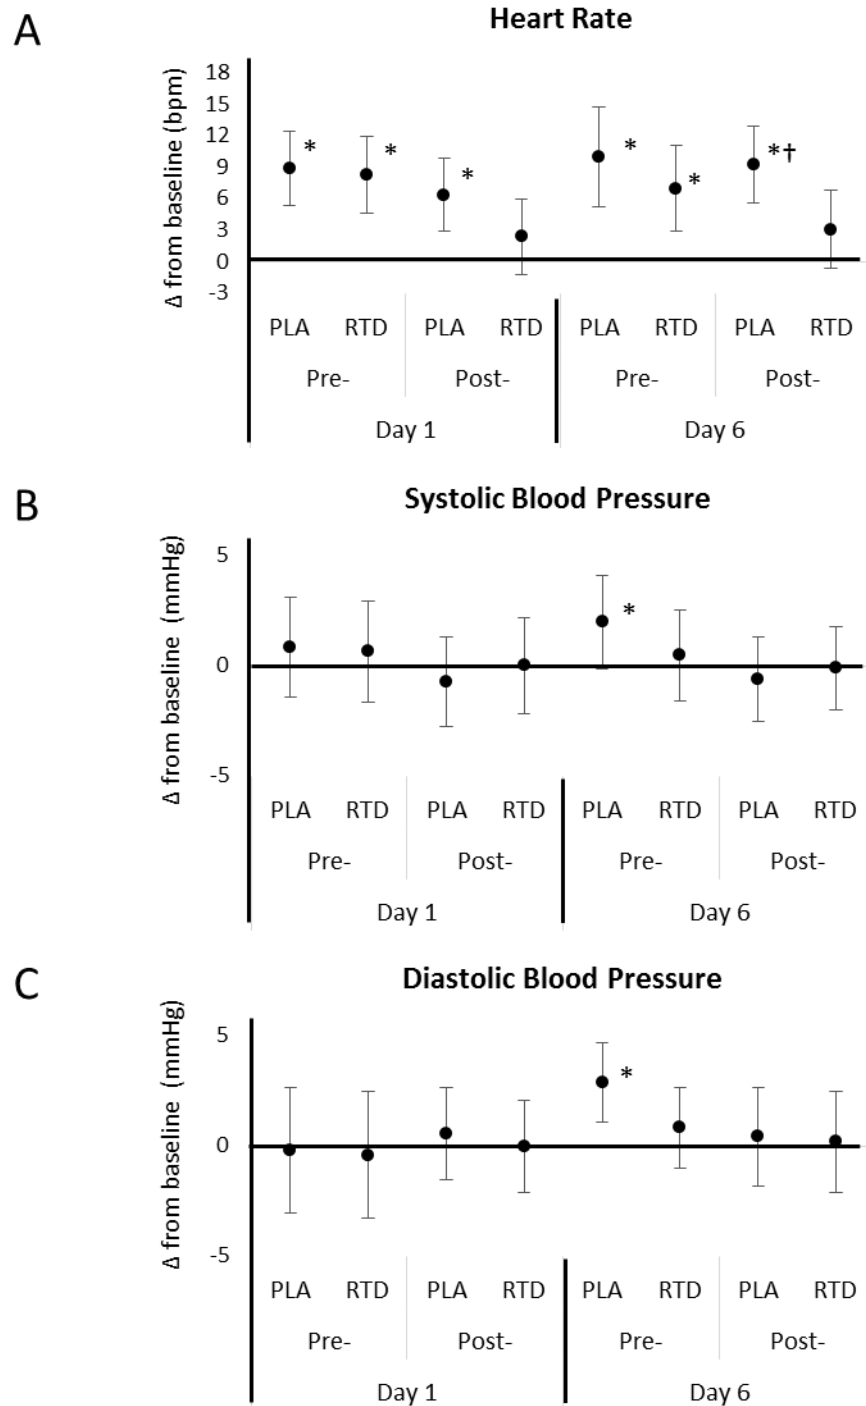 A
Heart Rate
Δ from baseline (bpm)
18
15
12
9
6
3
0
-3
* * * * * *†
PLA RTD PLA RTD PLA RTD PLA RTD
Pre- Post- Pre- Post-
Day 1 Day 6
B
Systolic Blood Pressure
Δ from baseline (mmHg)
5
0
-5
*
PLA RTD PLA RTD PLA RTD PLA RTD
Pre- Post- Pre- Post-
Day 1 Day 6
C
Diastolic Blood Pressure
Δ from baseline (mmHg)
5
0
-5
*
PLA RTD PLA RTD PLA RTD PLA RTD
Pre- Post- Pre- Post-
Day 1 Day 6